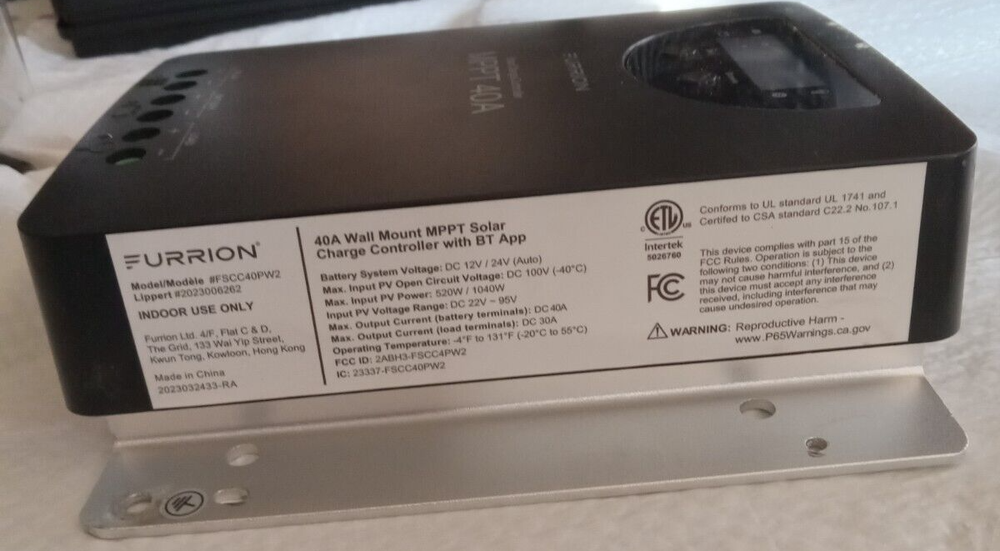 FURRION
MPPT 40A
FURRION®
Model/Modèle #FSCC40PW2
Lippert #2023006262
INDOOR USE ONLY
Furrion Ltd. 4/F, Flat C & D,
The Grid, 133 Wai Yip Street,
Kwun Tong, Kowloon, Hong Kong
Made in China
2023032433-RA
40A Wall Mount MPPT Solar
Charge Controller with BT App
Battery System Voltage: DC 12V / 24V (Auto)
Max. Input PV Open Circuit Voltage: DC 100V (-40°C)
Max. Input PV Power: 520W / 1040W
Input PV Voltage Range: DC 22V ~ 95V
Max. Output Current (battery terminals): DC 40A
Max. Output Current (load terminals): DC 30A
Operating Temperature: -4°F to 131°F (-20°C to 55°C)
FCC ID: 2ABH3-FSCC4PW2
IC: 23337-FSCC40PW2
ETL
c us
Intertek
5026760
FC
Conforms to UL standard UL 1741 and
Certifed to CSA standard C22.2 No.107.1
This device complies with part 15 of the
FCC Rules. Operation is subject to the
following two conditions: (1) This device
may not cause harmful interference, and (2)
this device must accept any interference
received, including interference that may
cause undesired operation.
WARNING: Reproductive Harm -
www.P65Warnings.ca.gov